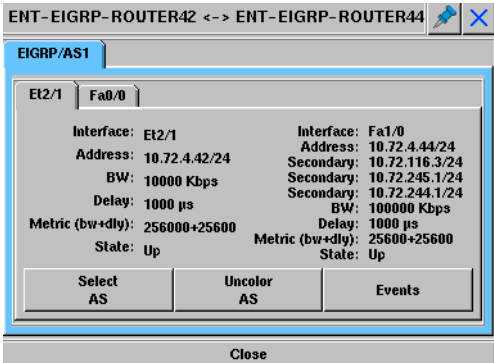 ENT-EIGRP-ROUTER42 <-> ENT-EIGRP-ROUTER44
EIGRP/AS1
Et2/1 Fa0/0
Interface: Et2/1
Address: 10.72.4.42/24
BW: 10000 Kbps
Delay: 1000 µs
Metric (bw+dly): 256000+25600
State: Up
Interface: Fa1/0
Address: 10.72.4.44/24
Secondary: 10.72.116.3/24
Secondary: 10.72.245.1/24
Secondary: 10.72.244.1/24
BW: 100000 Kbps
Delay: 1000 µs
Metric (bw+dly): 25600+25600
State: Up
Select
AS
Uncolor
AS
Events
Close